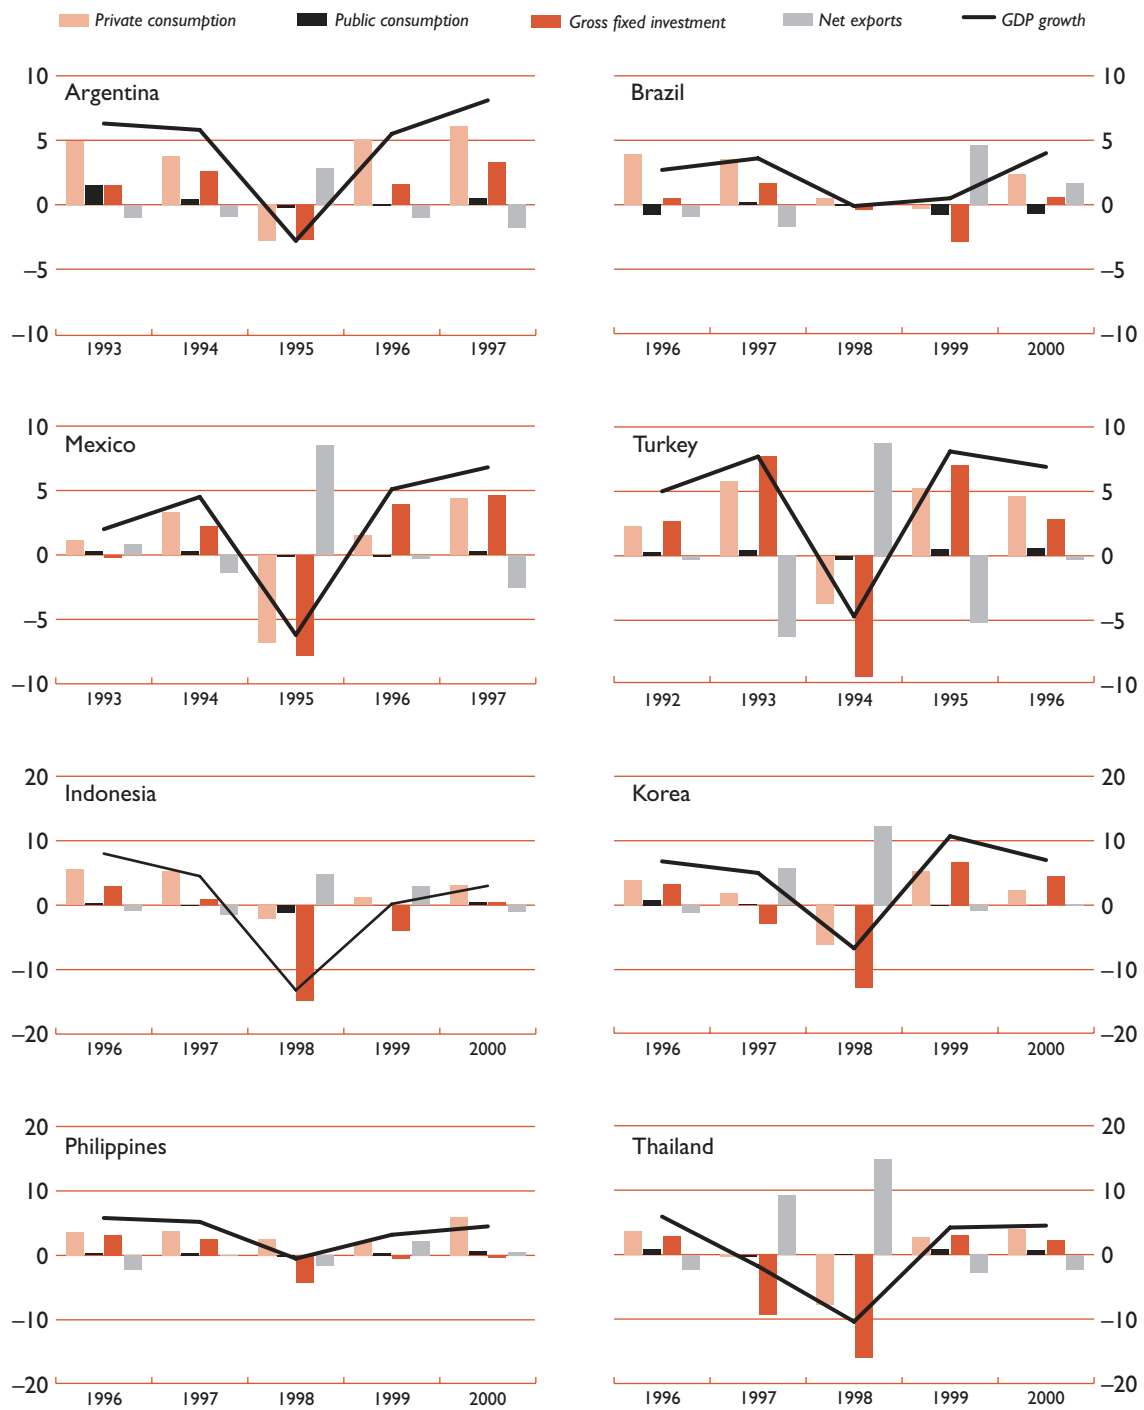 Private consumption Public consumption Gross fixed investment Net exports GDP growth
10 10
Argentina Brazil
5 5
0 0
–5 –5
–10 –10
1993 1994 1995 1996 1997 1996 1997 1998 1999 2000
10 10
Mexico Turkey
5 5
0 0
–5 –5
–10 –10
1993 1994 1995 1996 1997 1992 1993 1994 1995 1996
20 20
Indonesia Korea
10 10
0 0
–10 –10
–20 –20
1996 1997 1998 1999 2000 1996 1997 1998 1999 2000
20 20
Philippines Thailand
10 10
0 0
–10 –10
–20 –20
1996 1997 1998 1999 2000 1996 1997 1998 1999 2000